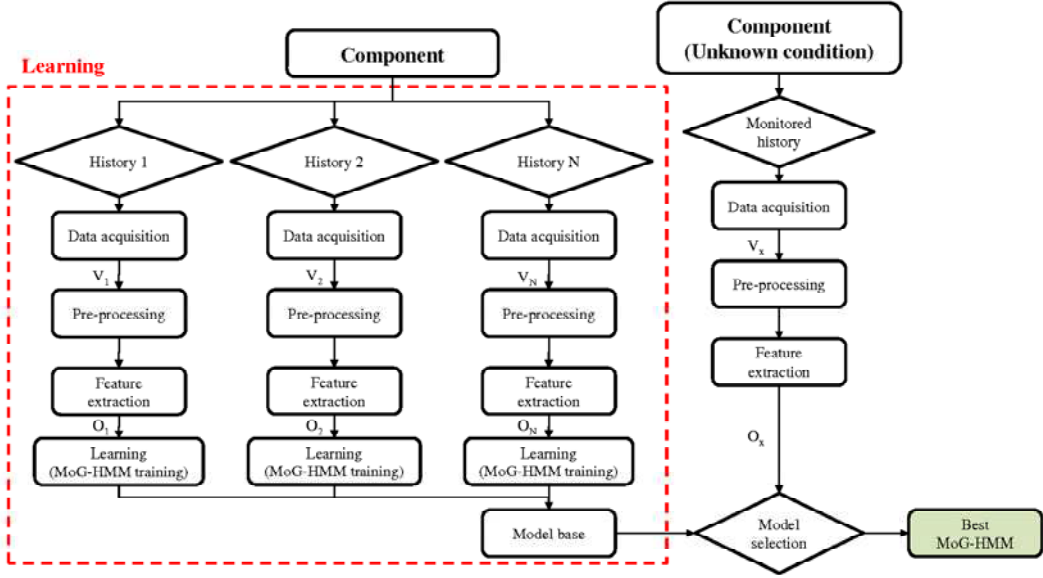 Component
Learning
History 1
History 2
History N
Data acquisition
Data acquisition
Data acquisition
V1
V2
VN
Pre-processing
Pre-processing
Pre-processing
Feature
extraction
Feature
extraction
Feature
extraction
O1
O2
ON
Learning
(MoG-HMM training)
Learning
(MoG-HMM training)
Learning
(MoG-HMM training)
Model base
Component
(Unknown condition)
Monitored
history
Data acquisition
Vx
Pre-processing
Feature
extraction
Ox
Model
selection
Best
MoG-HMM